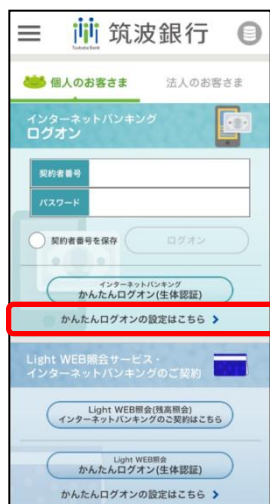 筑波銀行
Tsukuba Bank
個人のお客さま
法人のお客さま
インターネットバンキング
ログオン
契約者番号
パスワード
契約者番号を保存
ログオン
インターネットバンキング
かんたんログオン(生体認証)
かんたんログオンの設定はこちら
Light WEB照会サービス・
インターネットバンキングのご契約
Light WEB照会(残高照会)
インターネットバンキングのご契約はこちら
Light WEB照会
かんたんログオン(生体認証)
かんたんログオンの設定はこちら